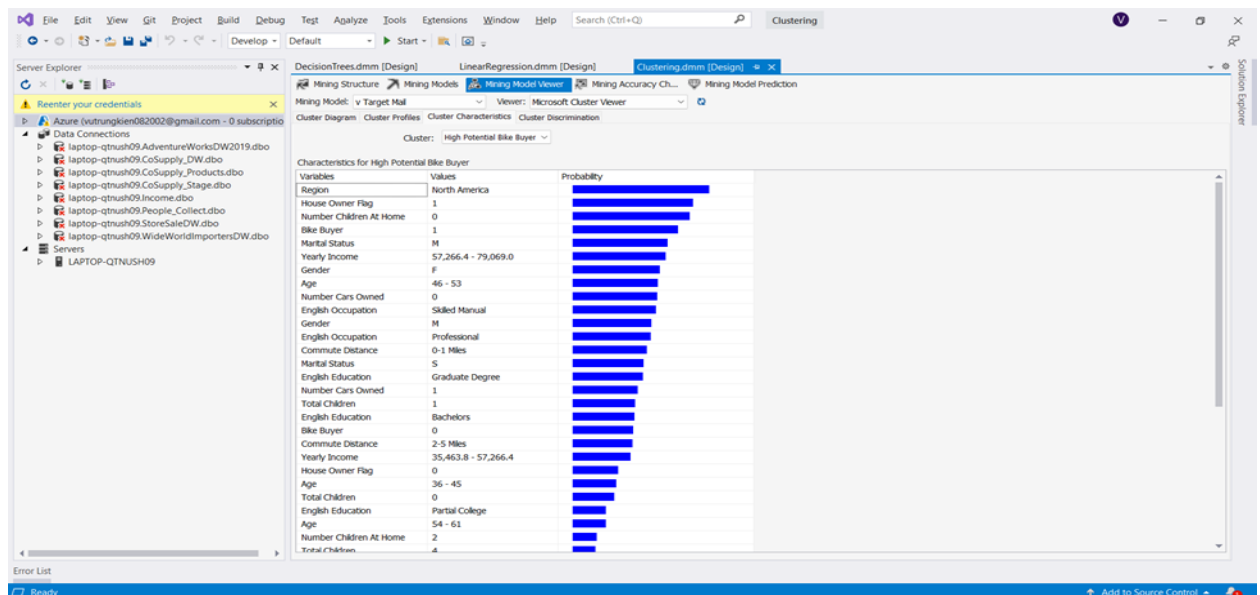 File Edit View Git Project Build Debug Test Analyze Tools Extensions Window Help Search (Ctrl+Q) Clustering V
Develop Default Start
Server Explorer
DecisionTrees.dmm [Design] LinearRegression.dmm [Design] Clustering.dmm [Design]
Solution Explorer
Mining Structure Mining Models Mining Model Viewer Mining Accuracy Ch... Mining Model Prediction
Reenter your credentials
Mining Model: v Target Mail Viewer: Microsoft Cluster Viewer
Azure (vutrungkien082002@gmail.com - 0 subscriptio
Cluster Diagram Cluster Profiles Cluster Characteristics Cluster Discrimination
Data Connections
laptop-qtnush09.AdventureWorksDW2019.dbo
laptop-qtnush09.CoSupply_DW.dbo
laptop-qtnush09.CoSupply_Products.dbo
laptop-qtnush09.CoSupply_Stage.dbo
laptop-qtnush09.Income.dbo
laptop-qtnush09.People_Collect.dbo
laptop-qtnush09.StoreSaleDW.dbo
laptop-qtnush09.WideWorldImportersDW.dbo
Servers
LAPTOP-QTNUSH09
Cluster: High Potential Bike Buyer
Characteristics for High Potential Bike Buyer
Variables Values Probability
Region North America
House Owner Flag 1
Number Children At Home 0
Bike Buyer 1
Marital Status M
Yearly Income 57,266.4 - 79,069.0
Gender F
Age 46 - 53
Number Cars Owned 0
English Occupation Skilled Manual
Gender M
English Occupation Professional
Commute Distance 0-1 Miles
Marital Status S
English Education Graduate Degree
Number Cars Owned 1
Total Children 1
English Education Bachelors
Bike Buyer 0
Commute Distance 2-5 Miles
Yearly Income 35,463.8 - 57,266.4
House Owner Flag 0
Age 36 - 45
Total Children 0
English Education Partial College
Age 54 - 61
Number Children At Home 2
Total Children 4
Error List
Ready Add to Source Control